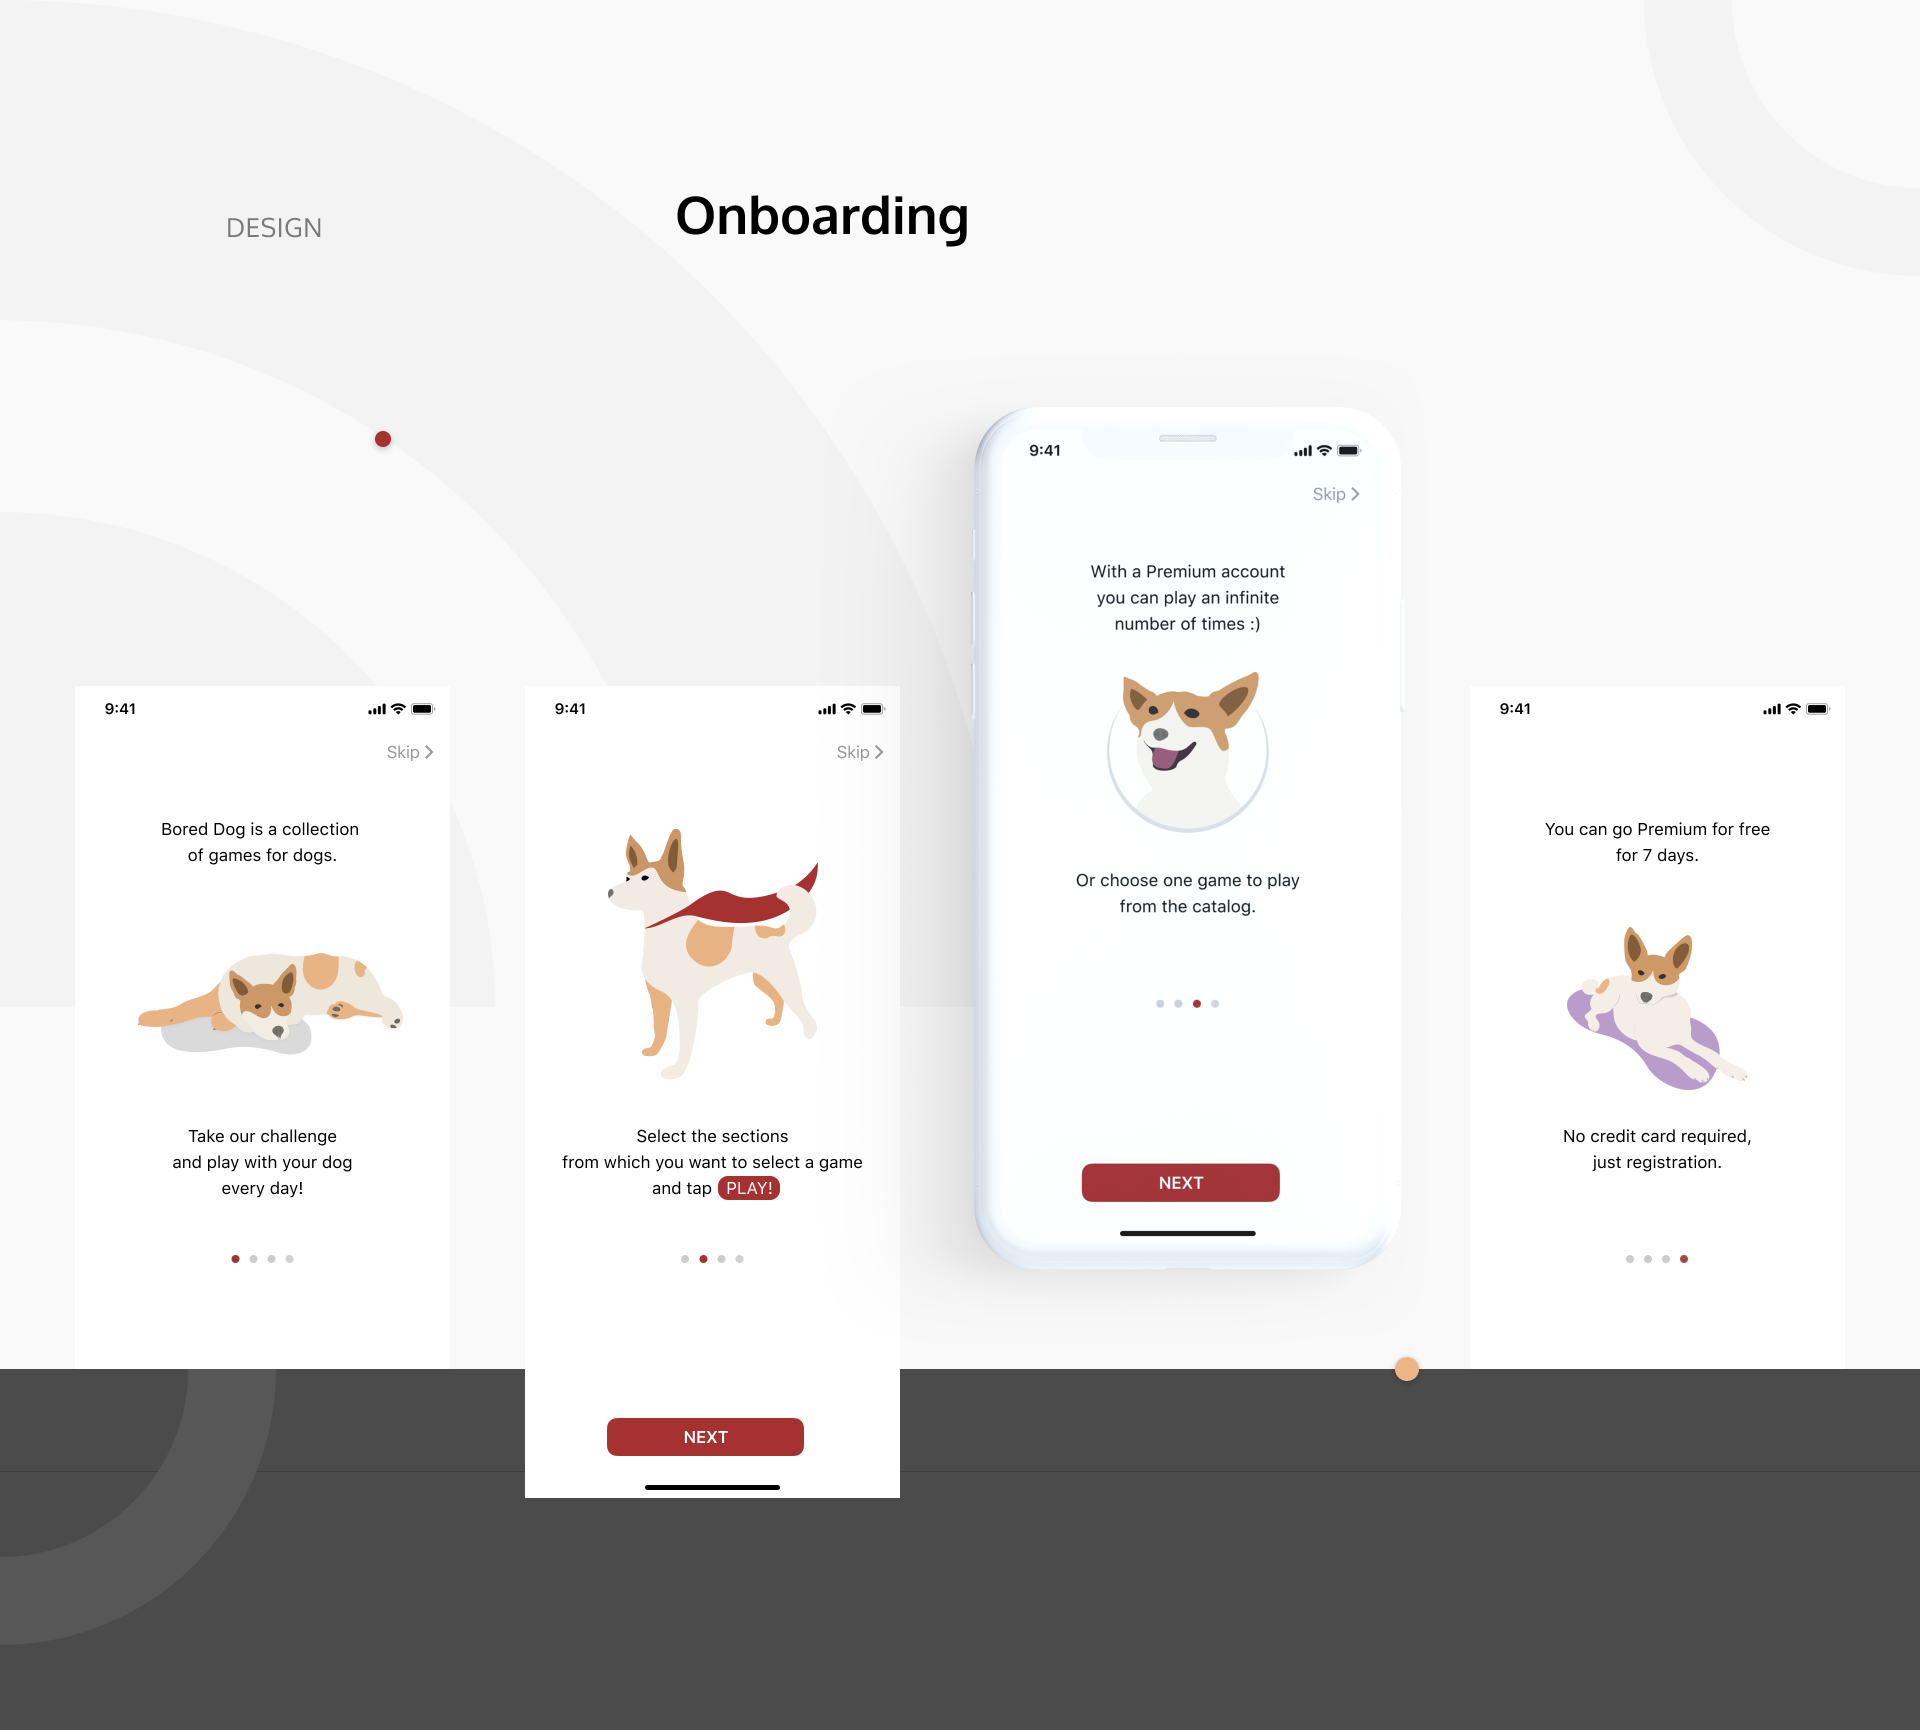 DESIGN
Onboarding
9:41
Skip
Bored Dog is a collection
of games for dogs.
Take our challenge
and play with your dog
every day!
9:41
Skip
Select the sections
from which you want to select a game
and tap PLAY!
NEXT
9:41
Skip
With a Premium account
you can play an infinite
number of times :)
Or choose one game to play
from the catalog.
NEXT
9:41
You can go Premium for free
for 7 days.
No credit card required,
just registration.